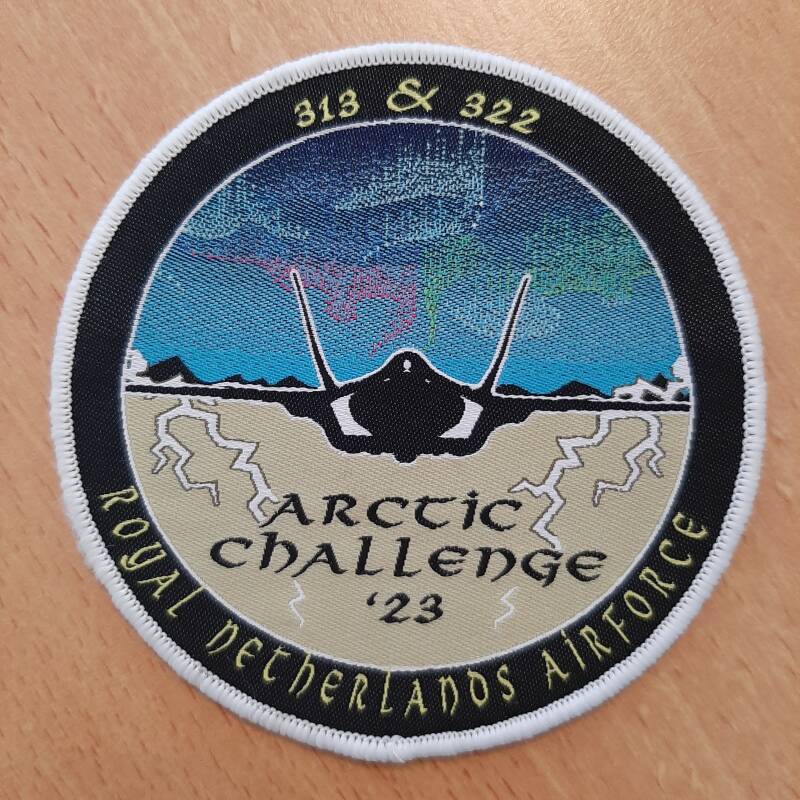 313 & 322
ARCTIC
CHALLENGE
'23
ROYAL NETHERLANDS AIRFORCE